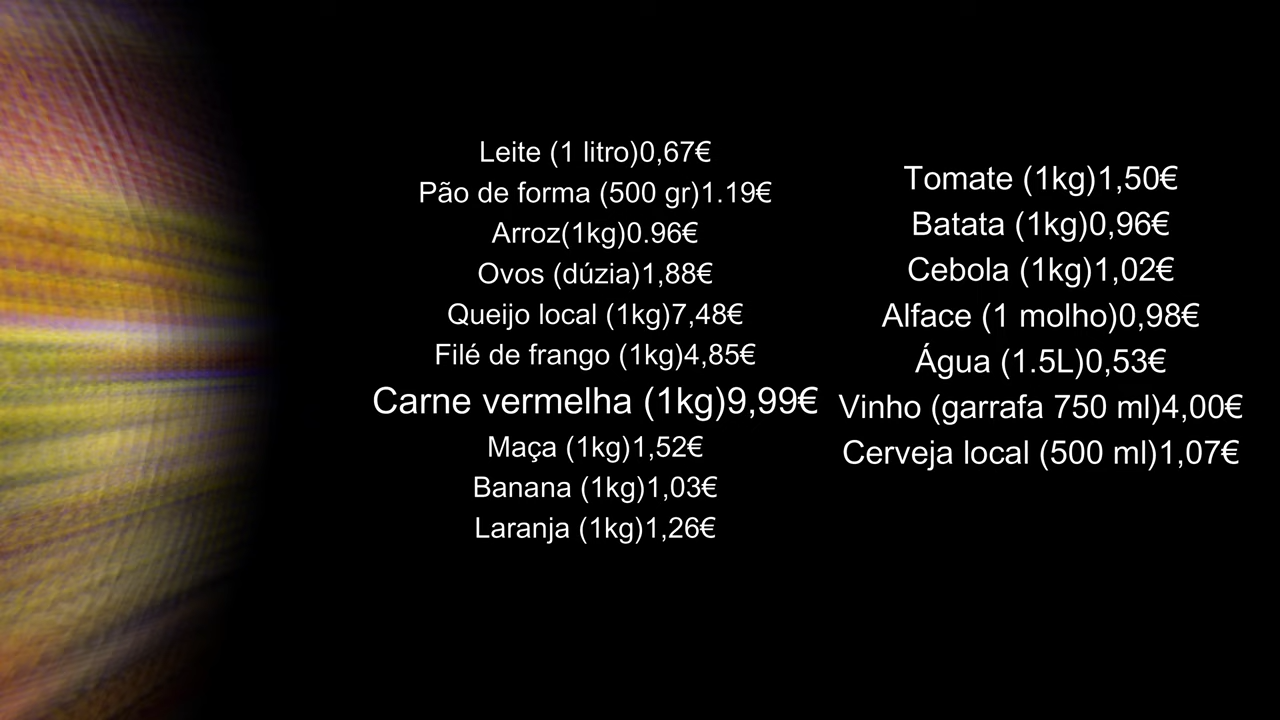 Leite (1 litro)0,67€
Pão de forma (500 gr)1.19€
Arroz(1kg)0.96€
Ovos (dúzia)1,88€
Queijo local (1kg)7,48€
Filé de frango (1kg)4,85€
Carne vermelha (1kg)9,99€
Maça (1kg)1,52€
Banana (1kg)1,03€
Laranja (1kg)1,26€
Tomate (1kg)1,50€
Batata (1kg)0,96€
Cebola (1kg)1,02€
Alface (1 molho)0,98€
Água (1.5L)0,53€
Vinho (garrafa 750 ml)4,00€
Cerveja local (500 ml)1,07€